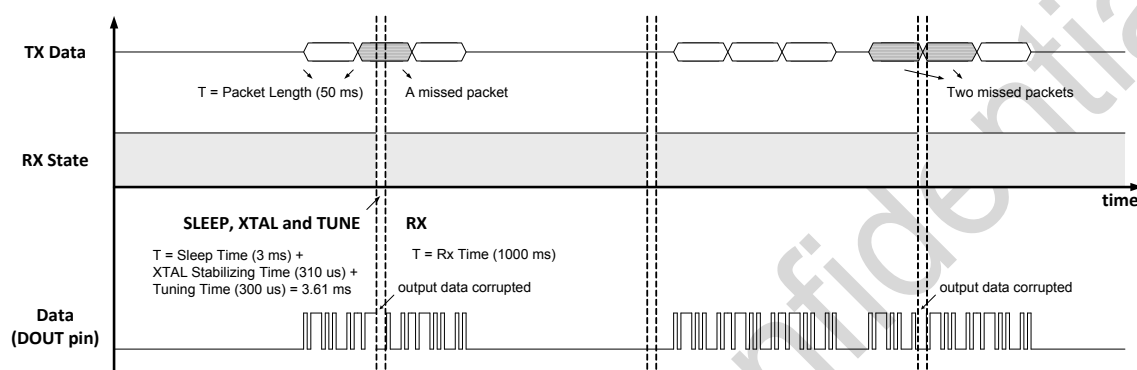 TX Data
T = Packet Length (50 ms)
A missed packet
Two missed packets
RX State
time
SLEEP, XTAL and TUNE
RX
T = Sleep Time (3 ms) +
XTAL Stabilizing Time (310 us) +
Tuning Time (300 us) = 3.61 ms
T = Rx Time (1000 ms)
output data corrupted
output data corrupted
Data
(DOUT pin)
nfidentia